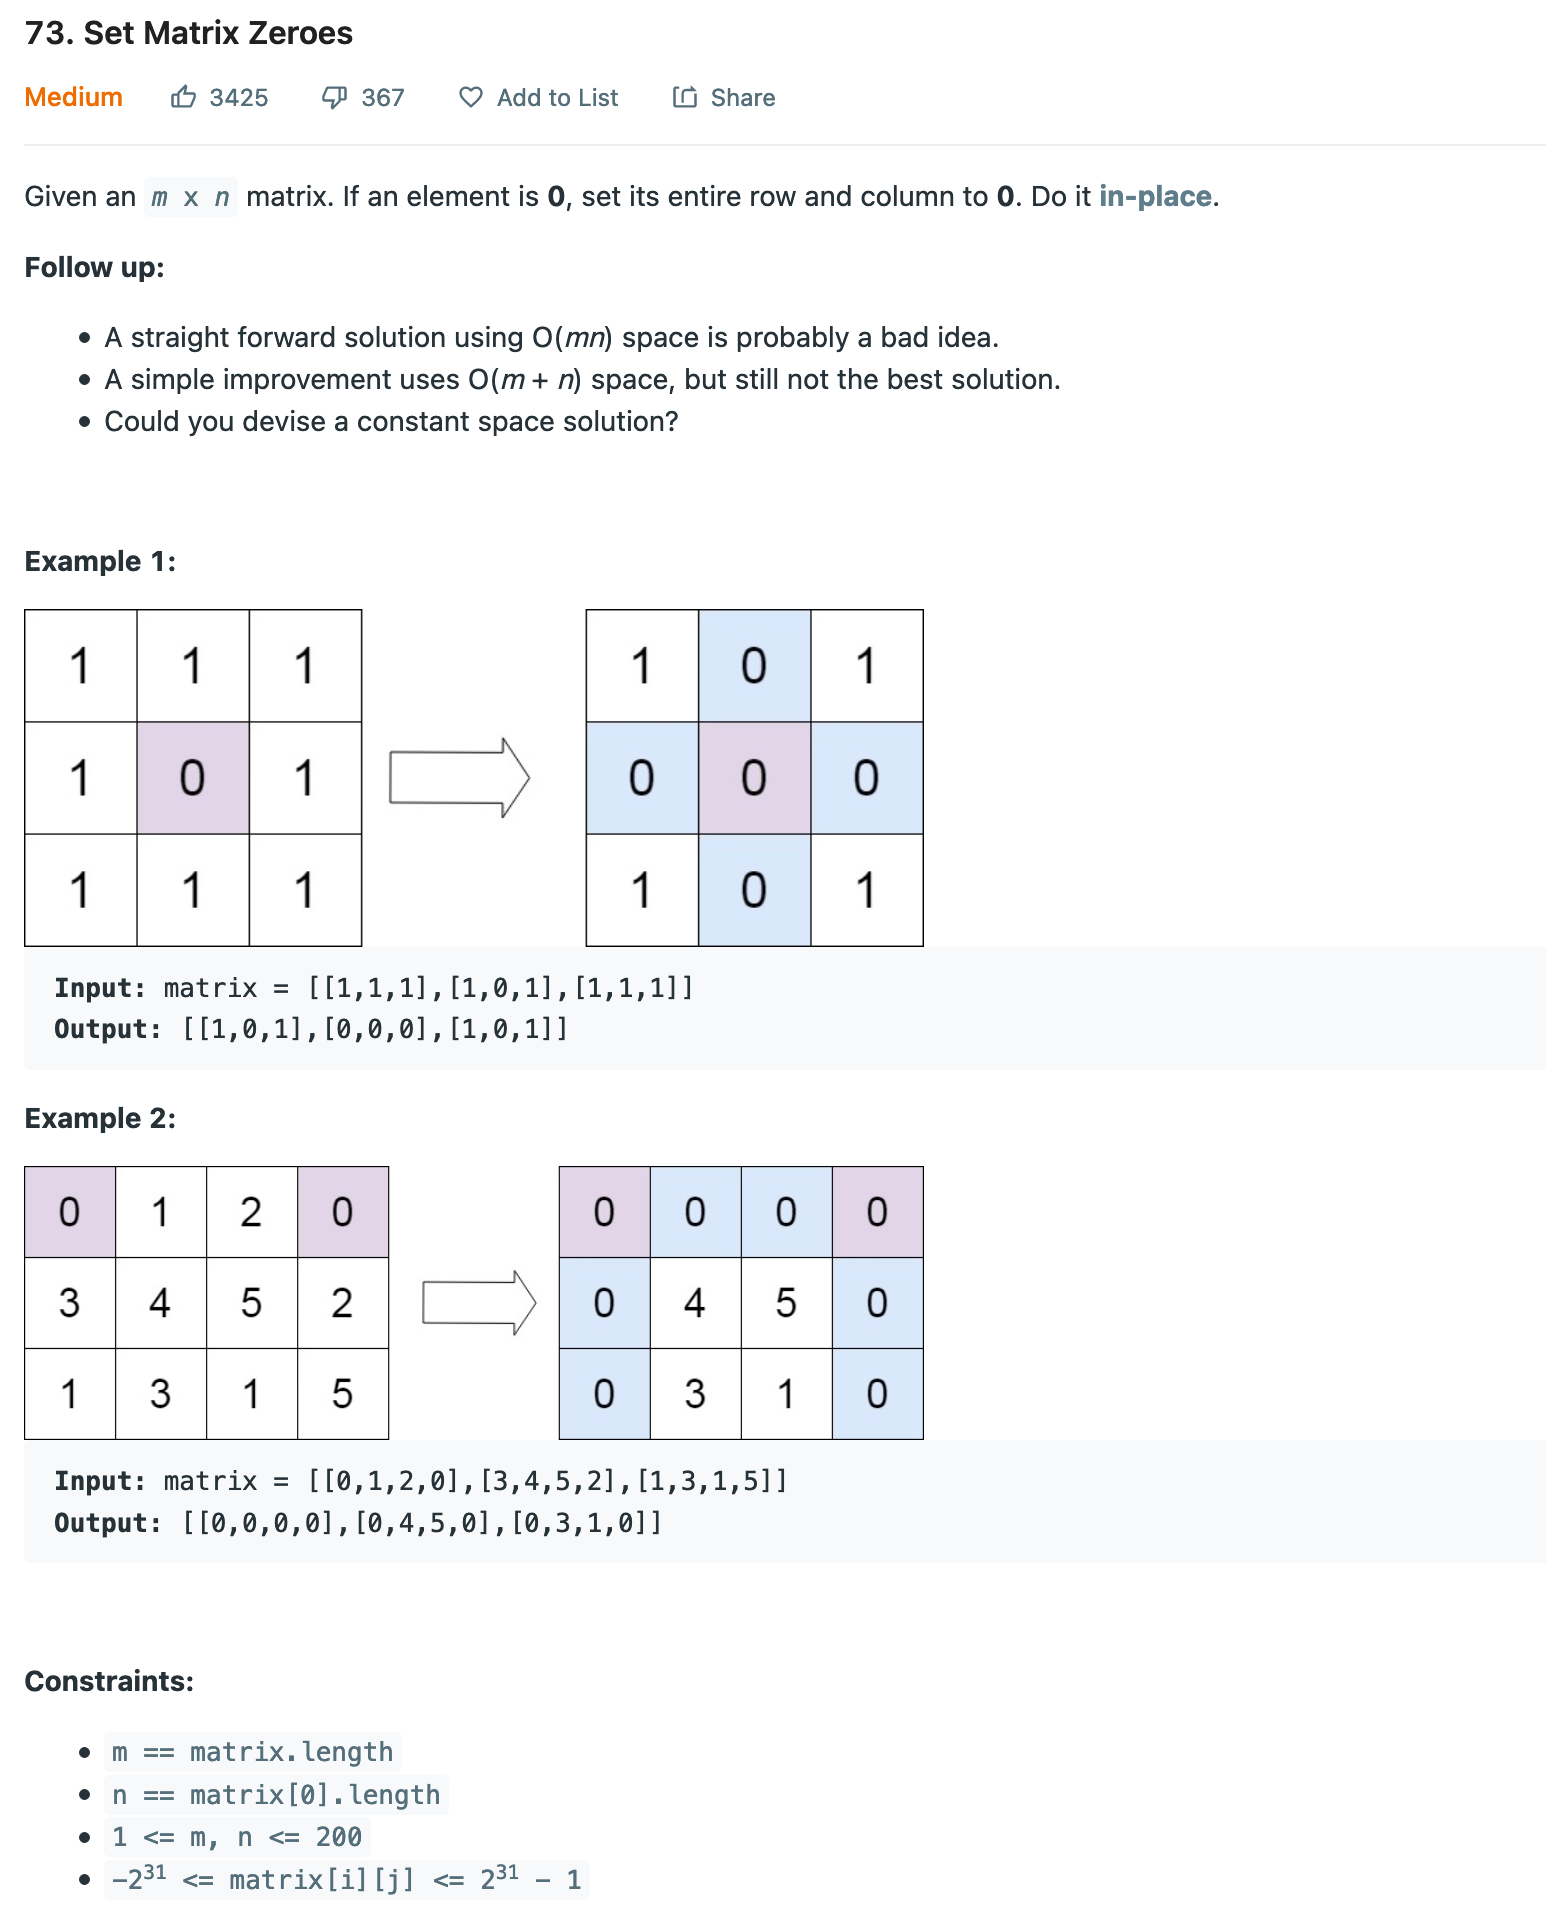 73. Set Matrix Zeroes
Medium 3425 367 Add to List Share
Given an m x n matrix. If an element is 0, set its entire row and column to 0. Do it in-place.
Follow up:
• A straight forward solution using O(mn) space is probably a bad idea.
• A simple improvement uses O(m + n) space, but still not the best solution.
• Could you devise a constant space solution?
Example 1:
1 1 1 1 0 1
1 0 1 0 0 0
1 1 1 1 0 1
Input: matrix = [[1,1,1],[1,0,1],[1,1,1]]
Output: [[1,0,1],[0,0,0],[1,0,1]]
Example 2:
0 1 2 0 0 0 0 0
3 4 5 2 0 4 5 0
1 3 1 5 0 3 1 0
Input: matrix = [[0,1,2,0],[3,4,5,2],[1,3,1,5]]
Output: [[0,0,0,0],[0,4,5,0],[0,3,1,0]]
Constraints:
• m == matrix.length
• n == matrix[0].length
• 1 <= m, n <= 200
• -2³¹ <= matrix[i][j] <= 2³¹ - 1